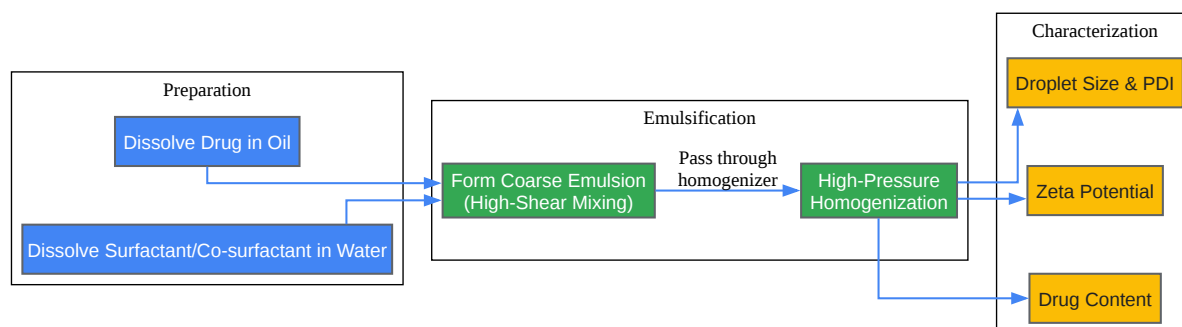 Preparation
Dissolve Drug in Oil
Dissolve Surfactant/Co-surfactant in Water
Emulsification
Form Coarse Emulsion
(High-Shear Mixing)
Pass through
homogenizer
High-Pressure
Homogenization
Characterization
Droplet Size & PDI
Zeta Potential
Drug Content